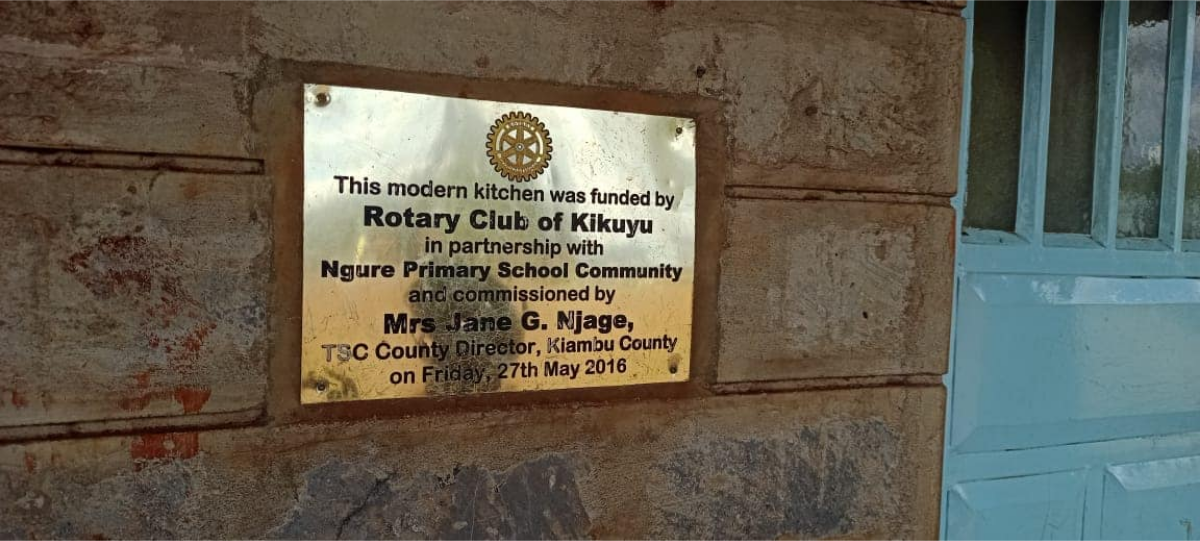 This modern kitchen was funded by
Rotary Club of Kikuyu
in partnership with
Ngure Primary School Community
and commissioned by
Mrs Jane G. Njage,
TSC County Director, Kiambu County
on Friday, 27th May 2016